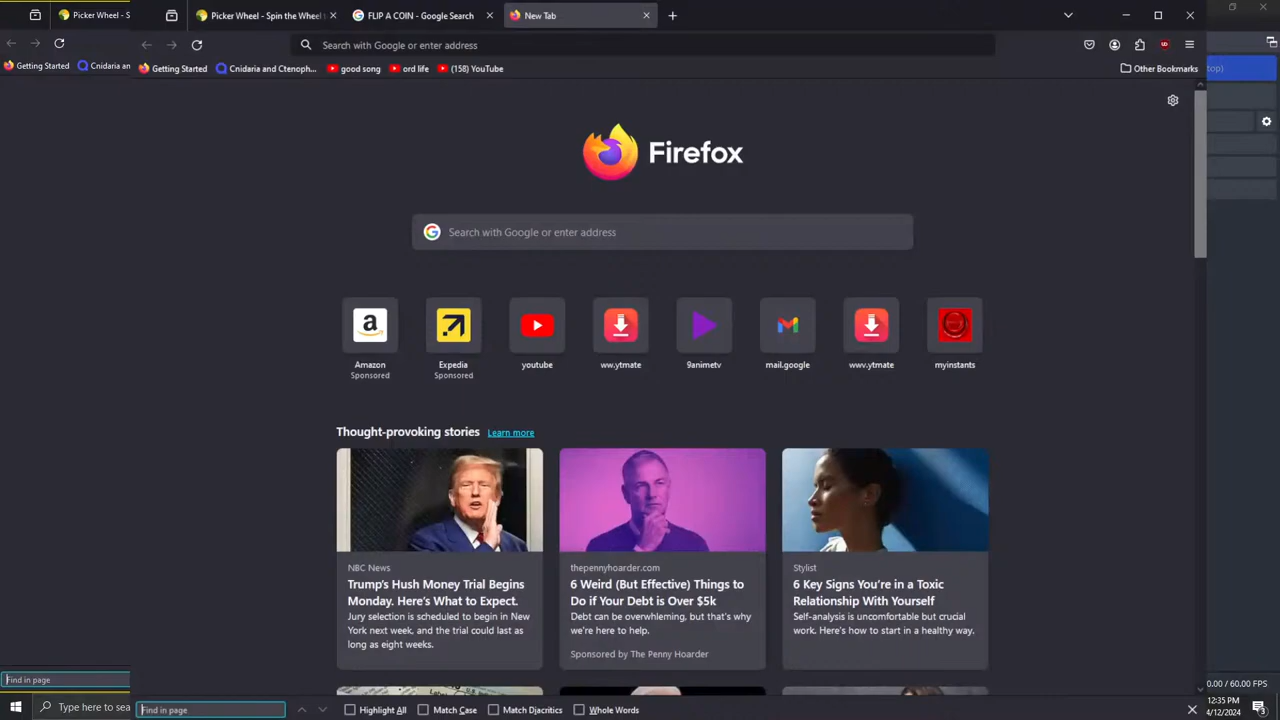 Picker Wheel - S
Picker Wheel - Spin the Wheel
FLIP A COIN - Google Search
New Tab
Search with Google or enter address
Getting Started
Cnidaria
Getting Started
Cnidaria and Ctenoph...
good song
ord life
(158) YouTube
Other Bookmarks
top)
Firefox
Search with Google or enter address
Amazon
Sponsored
Expedia
Sponsored
youtube
ww.ytmate
9animetv
mail.google
wwv.ytmate
myinstants
Thought-provoking stories Learn more
NBC News
Trump's Hush Money Trial Begins
Monday. Here's What to Expect.
Jury selection is scheduled to begin in New
York next week, and the trial could last as
long as eight weeks.
thepennyhoarder.com
6 Weird (But Effective) Things to
Do if Your Debt is Over $5k
Debt can be overwhleming, but that's why
we're here to help.
Sponsored by The Penny Hoarder
Stylist
6 Key Signs You're in a Toxic
Relationship With Yourself
Self-analysis is uncomfortable but crucial
work. Here's how to start in a healthy way.
Find in page
0.00 / 60.00 FPS
Type here to sea
Find in page
Highlight All
Match Case
Match Diacritics
Whole Words
12:35 PM
4/12/2024